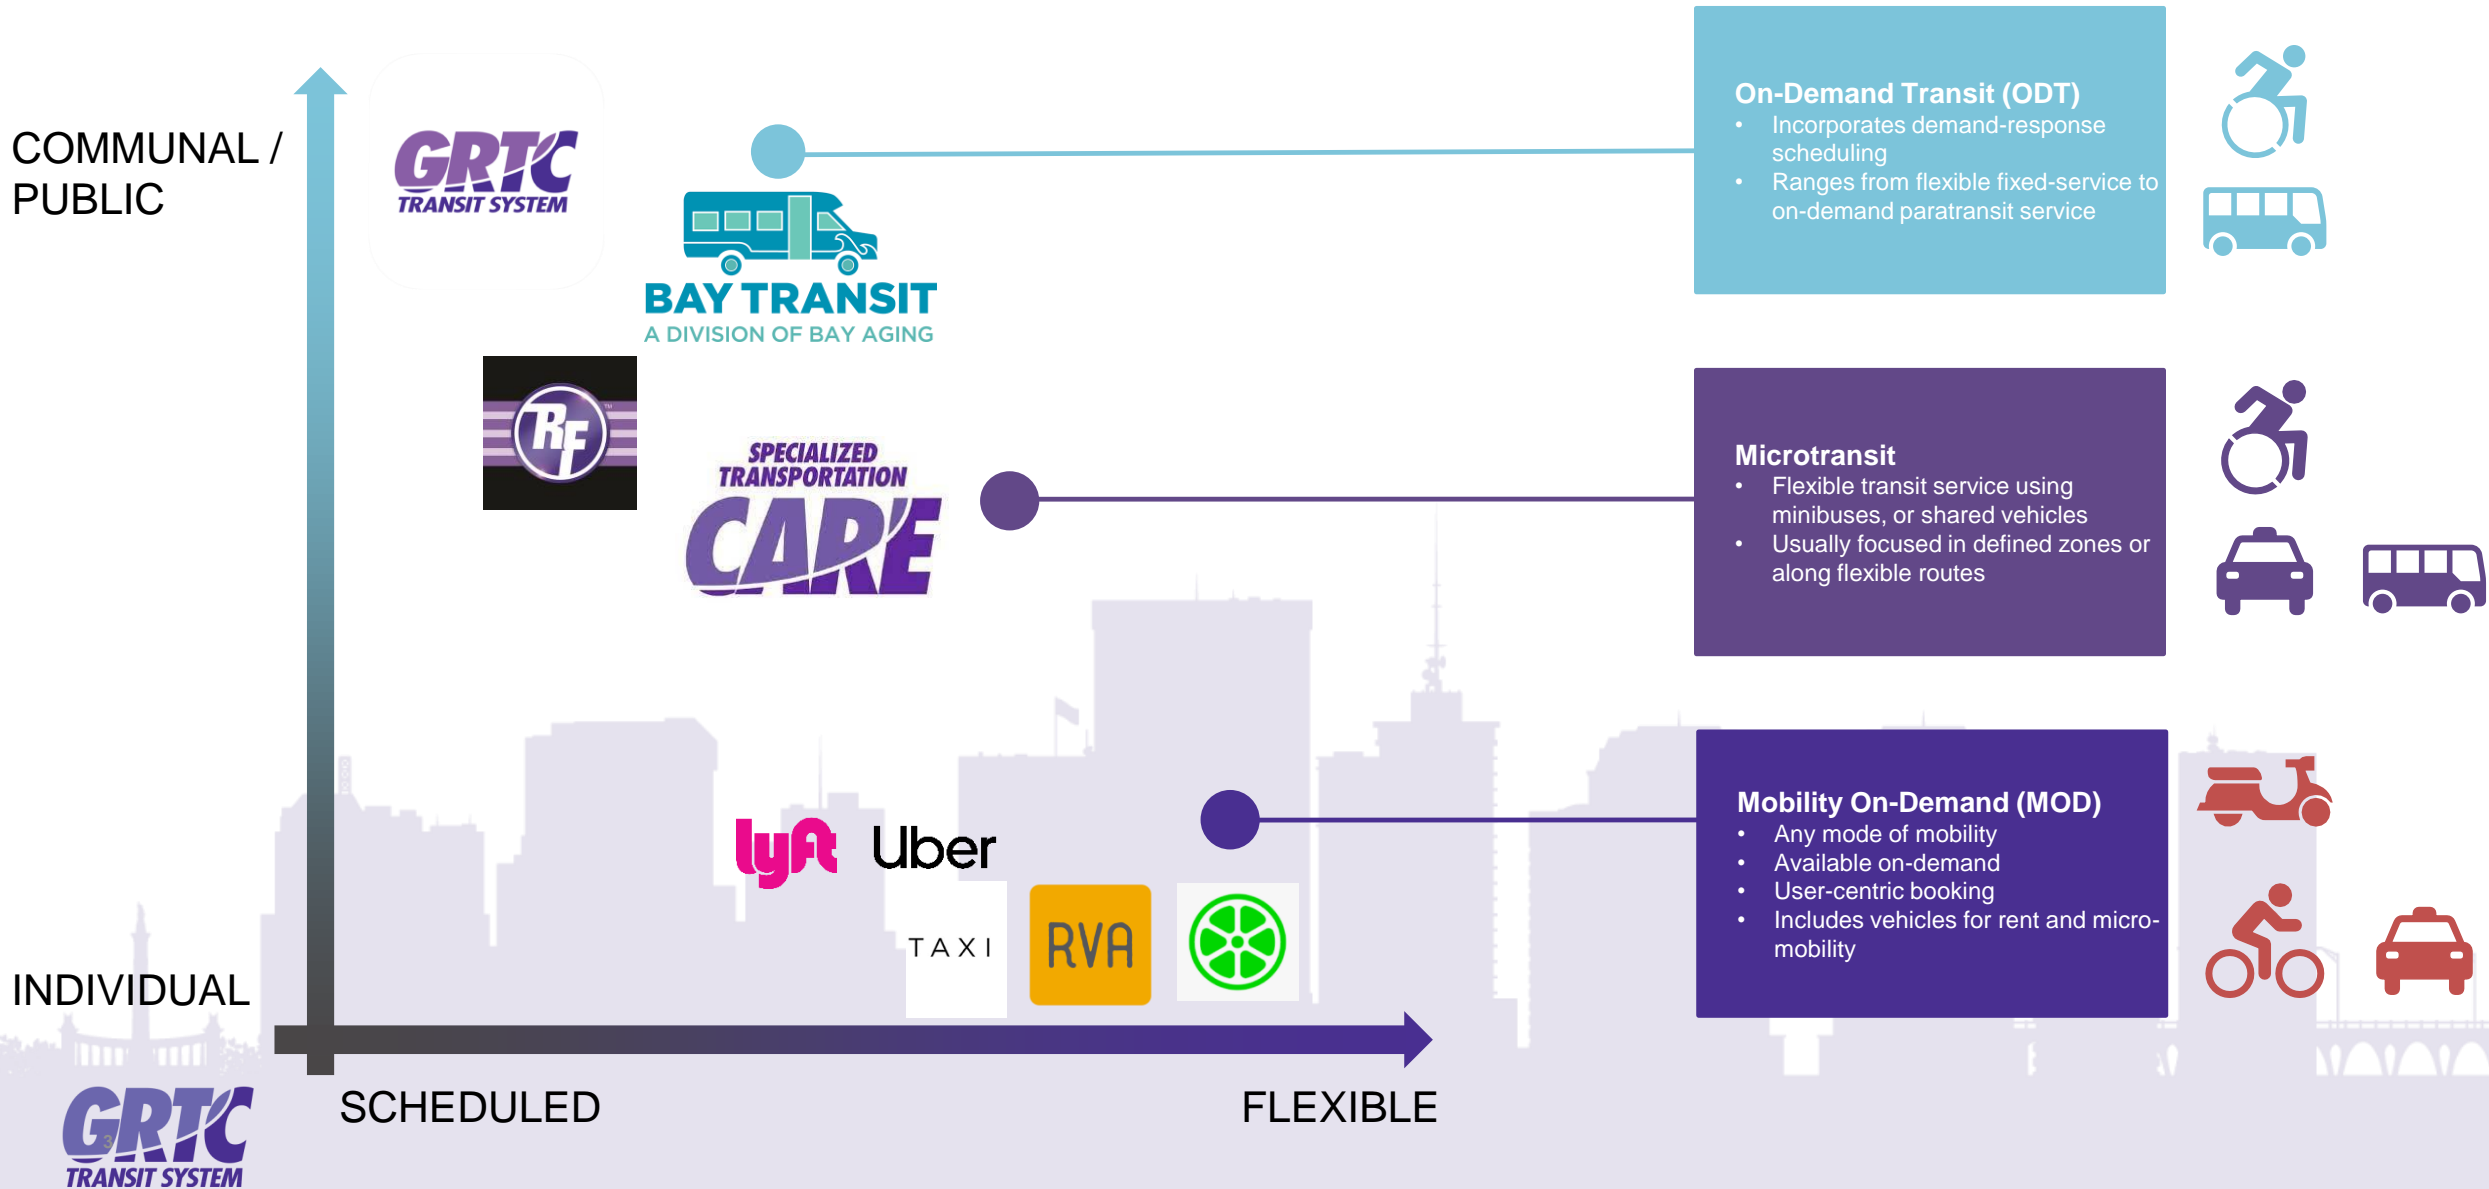 COMMUNAL /
PUBLIC
GRTC
TRANSIT SYSTEM
BAY TRANSIT
A DIVISION OF BAY AGING
RF
TM
SPECIALIZED
TRANSPORTATION
CARE
On-Demand Transit (ODT)
• Incorporates demand-response
scheduling
• Ranges from flexible fixed-service to
on-demand paratransit service
Microtransit
• Flexible transit service using
minibuses, or shared vehicles
• Usually focused in defined zones or
along flexible routes
Mobility On-Demand (MOD)
• Any mode of mobility
• Available on-demand
• User-centric booking
• Includes vehicles for rent and micro-
mobility
lyft
Uber
TAXI
RVA
INDIVIDUAL
SCHEDULED
FLEXIBLE
GRTC
3
TRANSIT SYSTEM